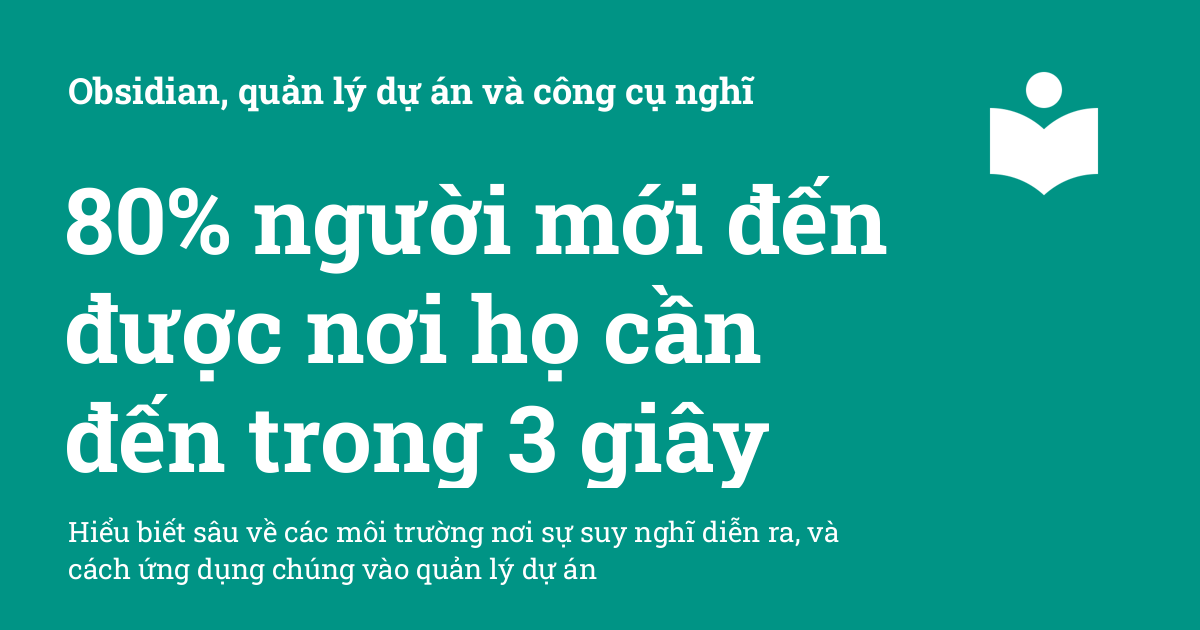 Obsidian, quản lý dự án và công cụ nghĩ
80% người mới đến
được nơi họ cần
đến trong 3 giây
Hiểu biết sâu về các môi trường nơi sự suy nghĩ diễn ra, và
cách ứng dụng chúng vào quản lý dự án